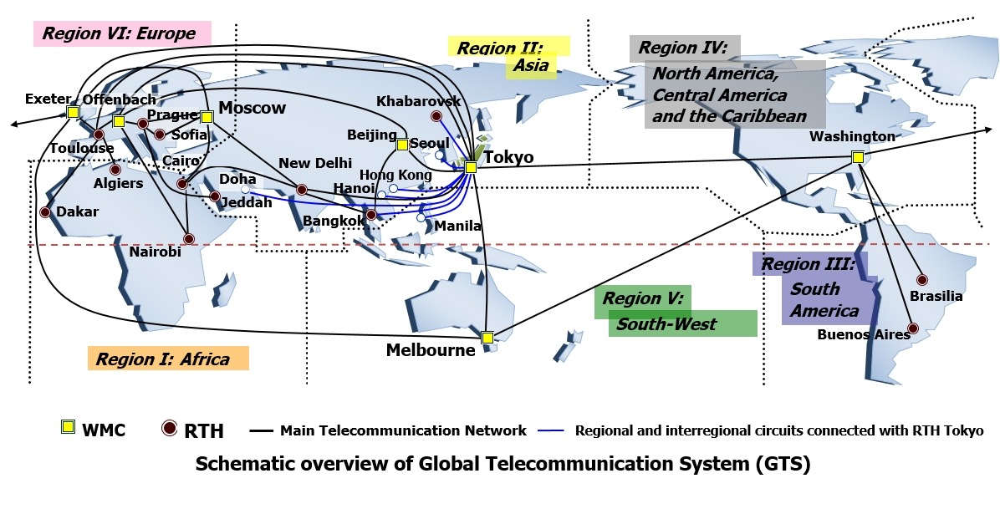 Region VI: Europe
Region II:
Asia
Region IV:
North America,
Central America
and the Caribbean
Exeter
Offenbach
Moscow
Khabarovsk
Prague
Sofia
Beijing
Seoul
Washington
Toulouse
Cairo
New Delhi
Tokyo
Algiers
Doha
Hong Kong
Hanoi
Jeddah
Dakar
Bangkok
Manila
Nairobi
Region III:
South
America
Brasilia
Region V:
South-West
Buenos Aires
Melbourne
Region I: Africa
WMC
RTH
Main Telecommunication Network
Regional and interregional circuits connected with RTH Tokyo
Schematic overview of Global Telecommunication System (GTS)